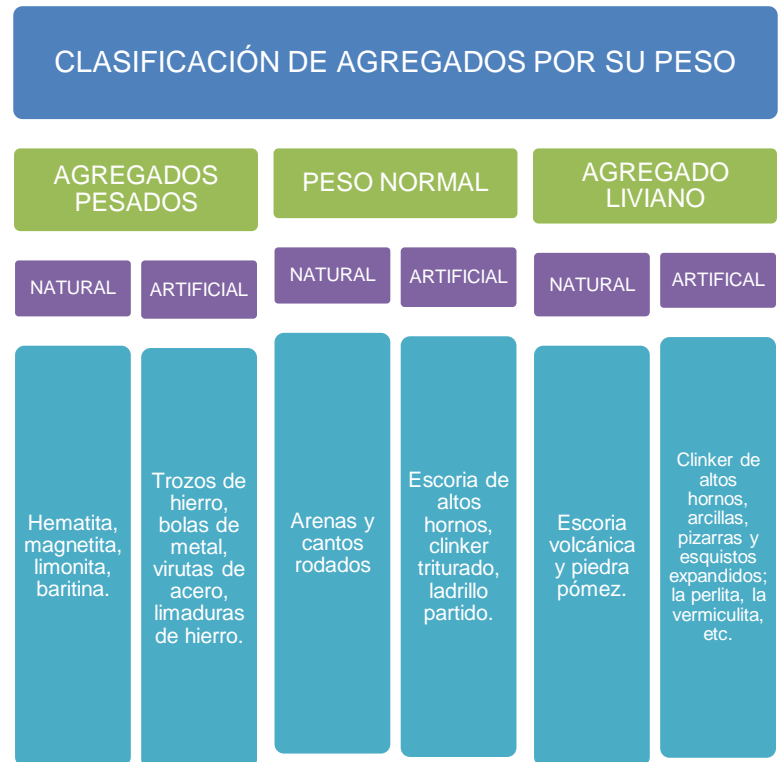 CLASIFICACIÓN DE AGREGADOS POR SU PESO
AGREGADOS
PESADOS
NATURAL
Hematita,
magnetita,
limonita,
baritina.
ARTIFICIAL
Trozos de
hierro,
bolas de
metal,
virutas de
acero,
limaduras
de hierro.
PESO NORMAL
NATURAL
Arenas y
cantos
rodados
ARTIFICIAL
Escoria de
altos
hornos,
clinker
triturado,
ladrillo
partido.
AGREGADO
LIVIANO
NATURAL
Escoria
volcánica
y piedra
pómez.
ARTIFICAL
Clinker de
altos
hornos,
arcillas,
pizarras y
esquistos
expandidos;
la perlita, la
vermiculita,
etc.